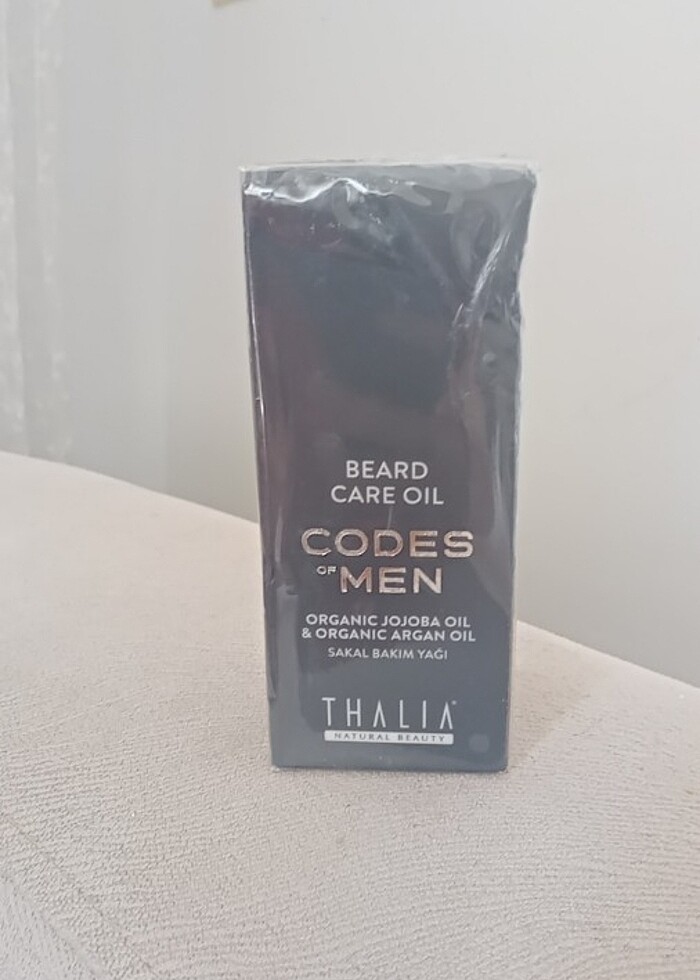 BEARD
CARE OIL
CODES
OF MEN
ORGANIC JOJOBA OIL
& ORGANIC ARGAN OIL
SAKAL BAKIM YAĞI
THALIA®
NATURAL BEAUTY